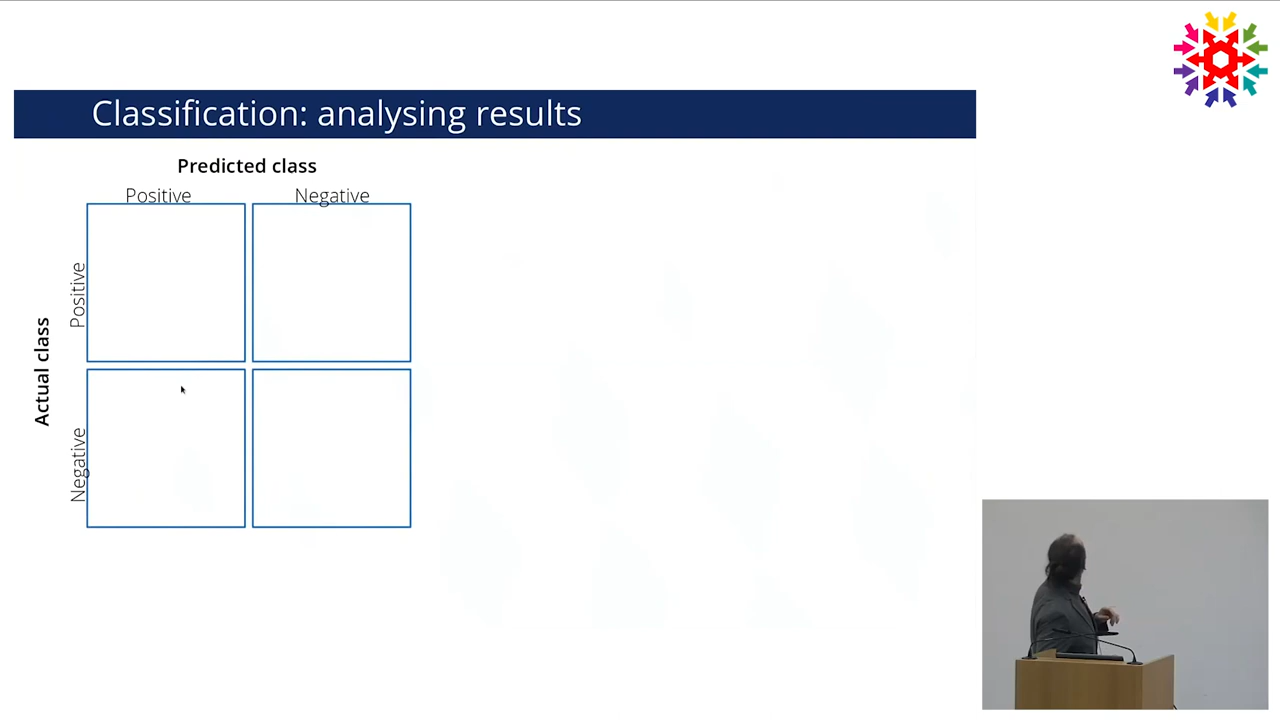 Classification: analysing results
Predicted class
Positive Negative
Actual class
Positive
Negative